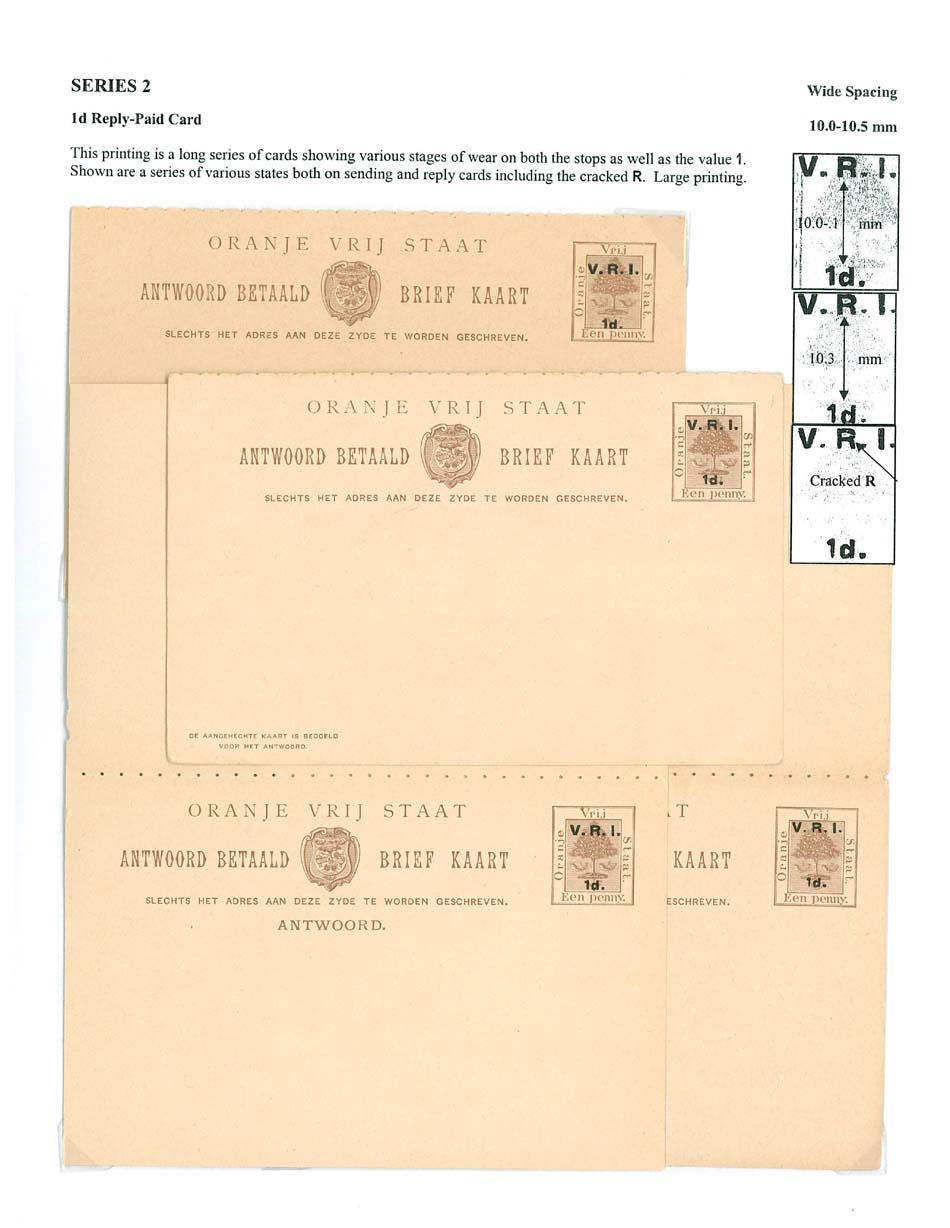 SERIES 2
Wide Spacing
1d Reply-Paid Card
10.0-10.5 mm
This printing is a long series of cards showing various stages of wear on both the stops as well as the value 1.
Shown are a series of various states both on sending and reply cards including the cracked R. Large printing.
V. R. I.
10.0-.1 mm
1d.
V. R. I.
10.3 mm
1d.
V. R. I.
Cracked R
1d.
ORANJE VRIJ STAAT
ANTWOORD BETAALD BRIEF KAART
SLECHTS HET ADRES AAN DEZE ZYDE TE WORDEN GESCHREVEN.
Vrij
Oranje
V. R. I.
Staat.
1d.
Een penny.
ORANJE VRIJ STAAT
ANTWOORD BETAALD BRIEF KAART
SLECHTS HET ADRES AAN DEZE ZYDE TE WORDEN GESCHREVEN.
Vrij
Oranje
V. R. I.
Staat.
1d.
Een penny.
DE AANGEHECHTE KAART IS BEDOELD
VOOR HET ANTWOORD.
ORANJE VRIJ STAAT
ANTWOORD BETAALD BRIEF KAART
SLECHTS HET ADRES AAN DEZE ZYDE TE WORDEN GESCHREVEN.
ANTWOORD.
Vrij
Oranje
V. R. I.
Staat.
1d.
Een penny.
AT
KAART
ESCHREVEN.
Vrij
Oranje
V. R. I.
Staat.
1d.
Een penny.